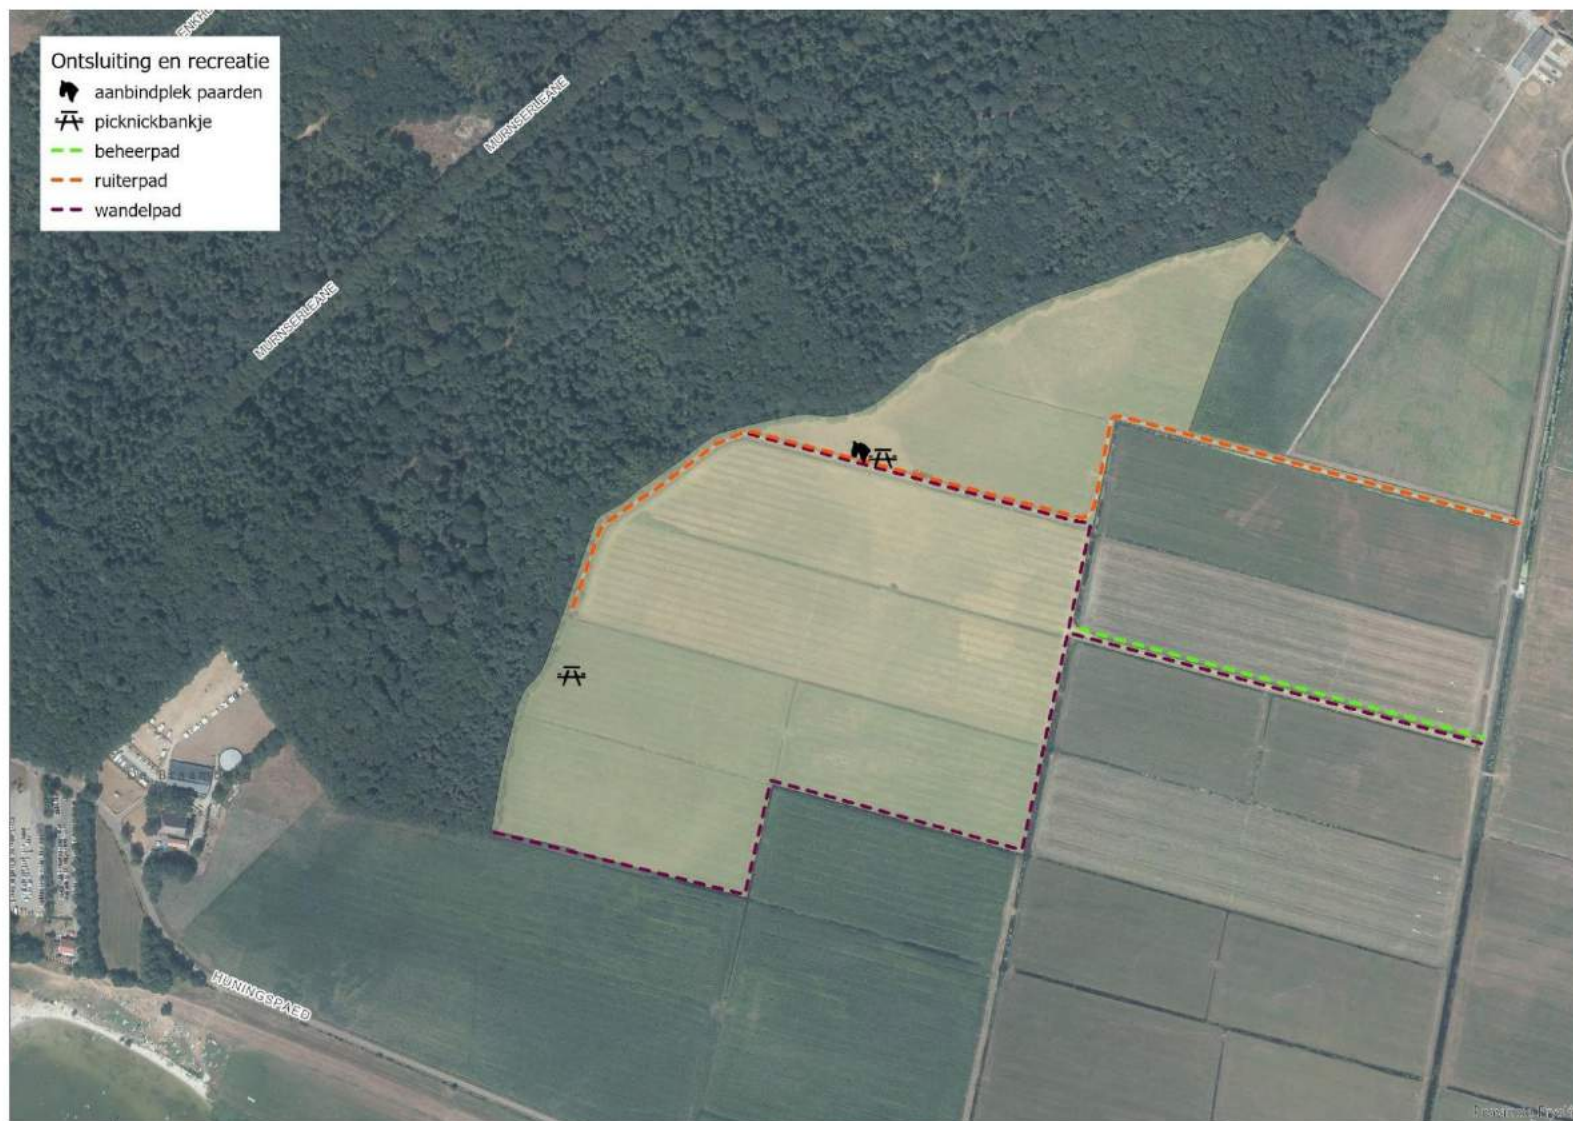 Ontsluiting en recreatie
aanbindplek paarden
picknickbankje
beheerpad
ruiterpad
wandelpad
MURNSERLEANE
MURNSERLEANE
HUNINGSPAED